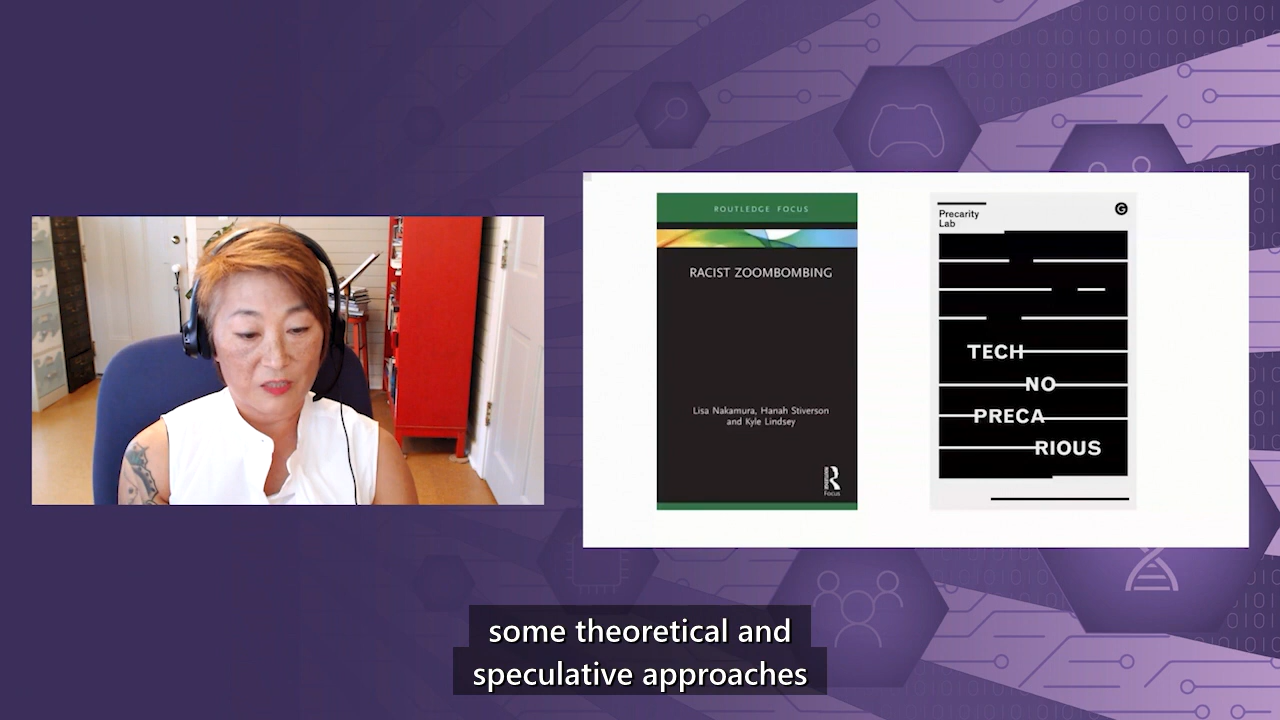 ROUTLEDGE FOCUS
RACIST ZOOMBOMBING
Lisa Nakamura, Hanah Stiverson
and Kyle Lindsey
R
Focus
Precarity
Lab
G
TECH
NO
PRECA
RIOUS
some theoretical and
speculative approaches